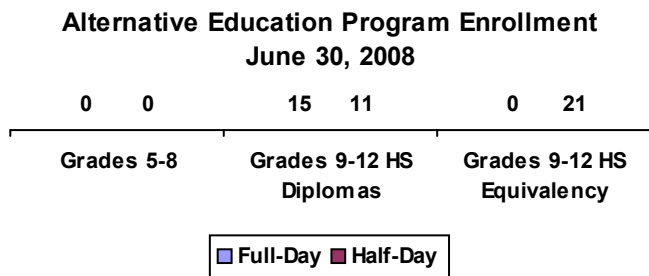 Alternative Education Program Enrollment
June 30, 2008
0 0 15 11 0 21
Grades 5-8 Grades 9-12 HS Grades 9-12 HS
Diplomas Equivalency
Full-Day Half-Day